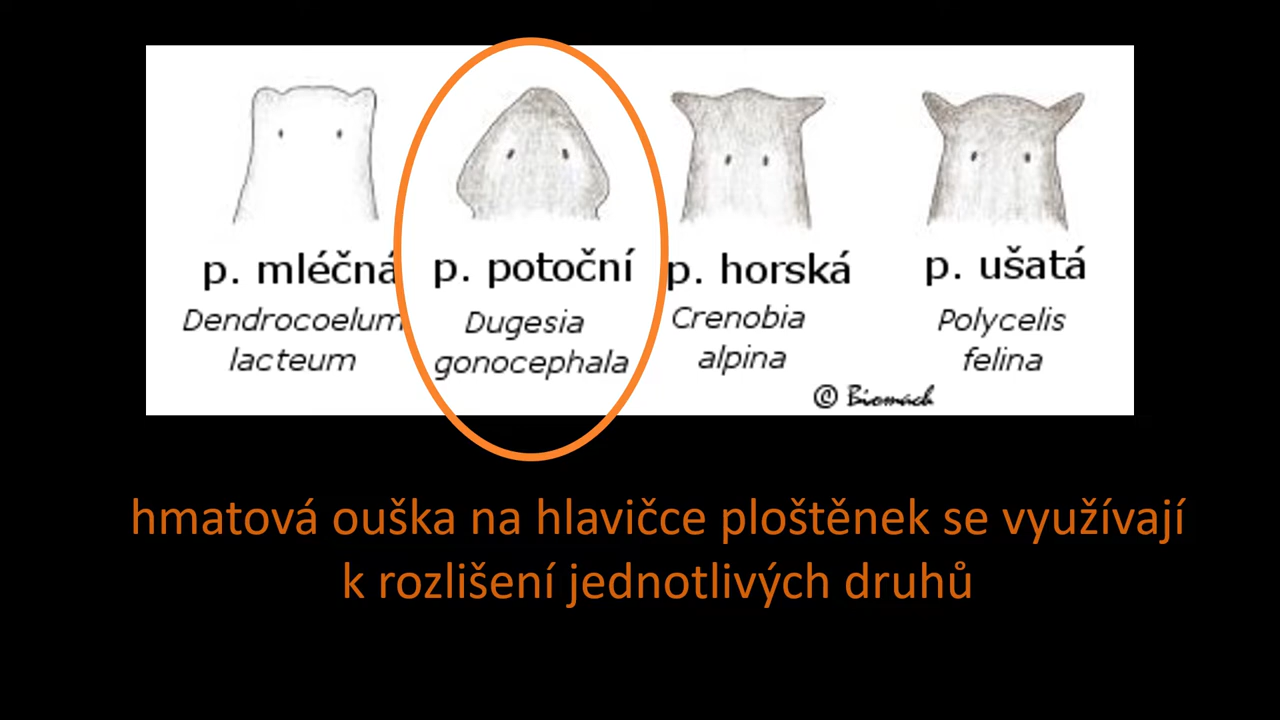 p. mléčná
Dendrocoelum
lacteum
p. potoční
Dugesia
gonocephala
p. horská
Crenobia
alpina
p. ušatá
Polycelis
felina
© Biomach
hmatová ouška na hlavičce ploštěnek se využívají
k rozlišení jednotlivých druhů